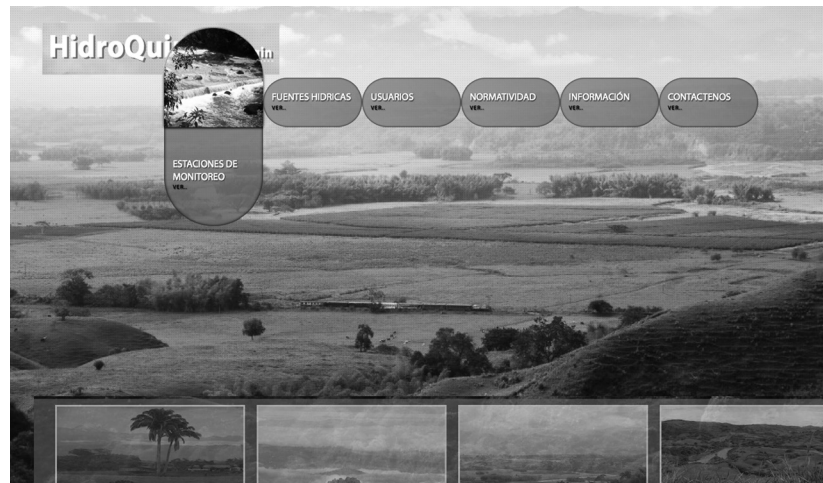 HidroQui
ESTACIONES DE
MONITOREO
VER..
FUENTES HIDRICAS
VER..
USUARIOS
VER..
NORMATIVIDAD
VER..
INFORMACIÓN
VER..
CONTACTENOS
VER..